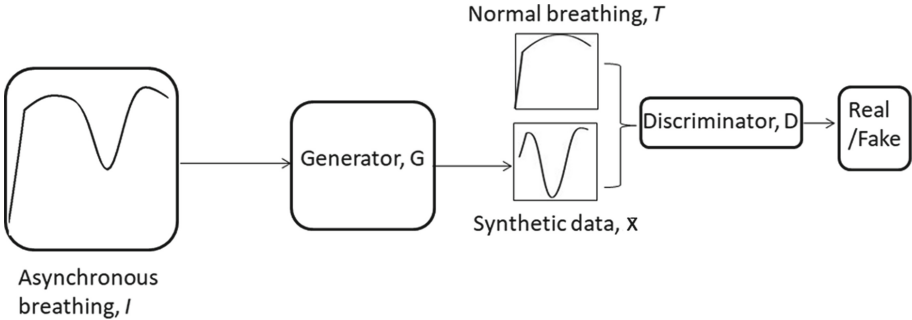 Normal breathing, T
Generator, G
Discriminator, D
Real
/Fake
Synthetic data, x̄
Asynchronous
breathing, I